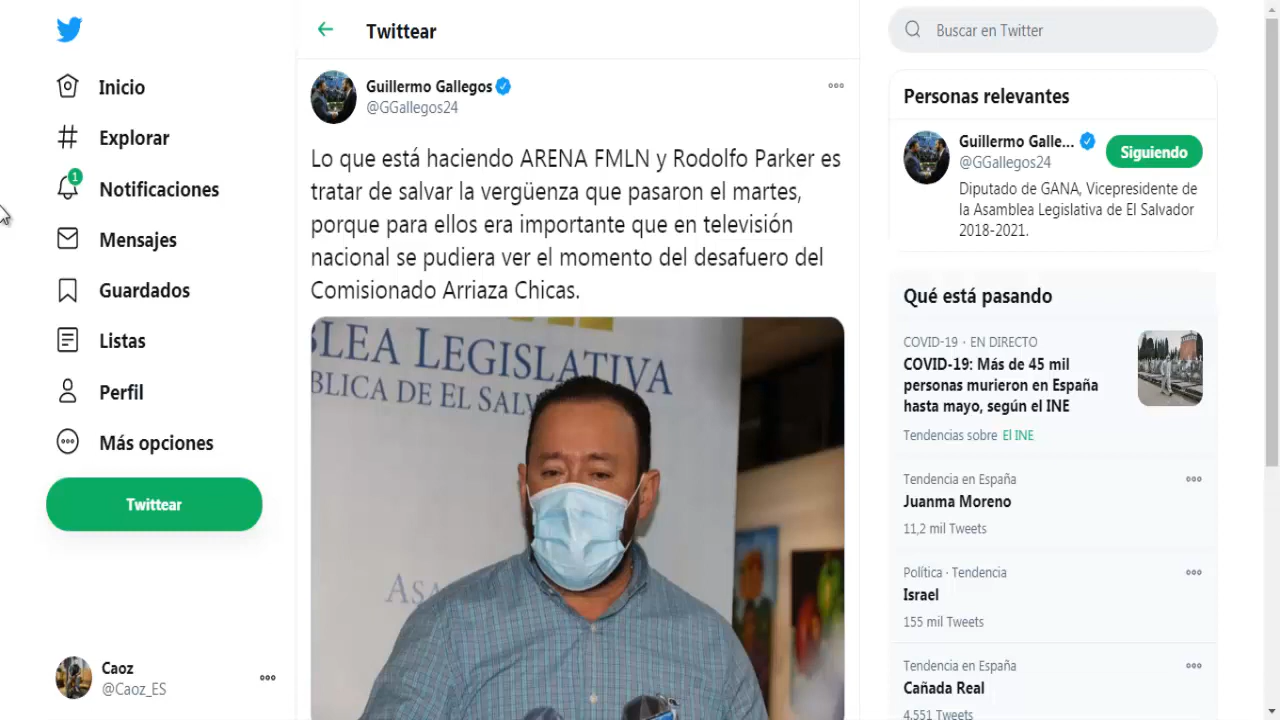 Inicio
Explorar
1
Notificaciones
Mensajes
Guardados
Listas
Perfil
Más opciones
Twittear
Caoz
@Caoz_ES
Twittear
Guillermo Gallegos
@GGallegos24
Lo que está haciendo ARENA FMLN y Rodolfo Parker es
tratar de salvar la vergüenza que pasaron el martes,
porque para ellos era importante que en televisión
nacional se pudiera ver el momento del desafuero del
Comisionado Arriaza Chicas.
BLEA LEGISLATIVA
BLICA DE EL SALV
ASA
Buscar en Twitter
Personas relevantes
Guillermo Galle...
@GGallegos24
Siguiendo
Diputado de GANA, Vicepresidente de
la Asamblea Legislativa de El Salvador
2018-2021.
Qué está pasando
COVID-19 · EN DIRECTO
COVID-19: Más de 45 mil
personas murieron en España
hasta mayo, según el INE
Tendencias sobre El INE
Tendencia en España
Juanma Moreno
11,2 mil Tweets
Política · Tendencia
Israel
155 mil Tweets
Tendencia en España
Cañada Real
4.551 Tweets